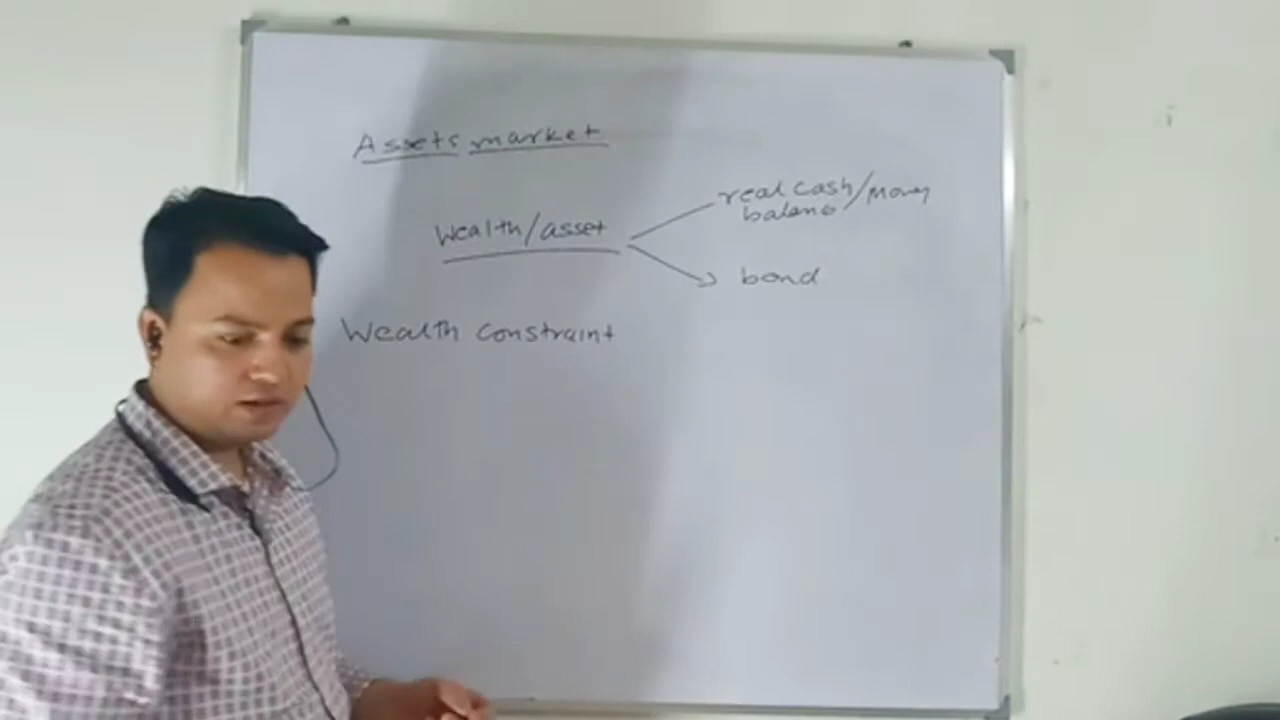 Assets market
Wealth/asset
real cash/money
balance
bond
Wealth constraint